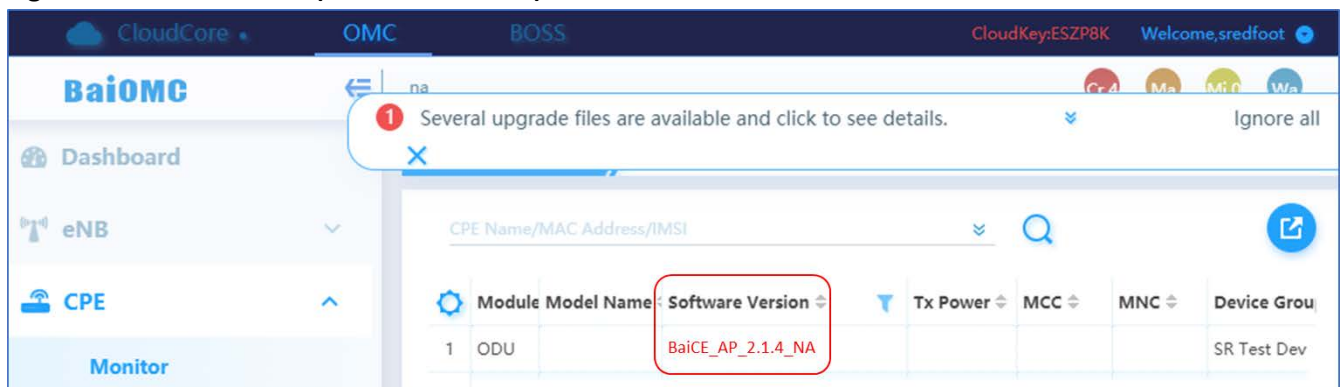 CloudCore
OMC
BOSS
CloudKey:ESZP8K
Welcome,sredfoot
BaiOMC
na
Cr 4
Ma
Mi 0
Wa
1 Several upgrade files are available and click to see details.
Ignore all
Dashboard
eNB
CPE Name/MAC Address/IMSI
CPE
Module Model Name Software Version Tx Power MCC MNC Device Grou
1 ODU BaiCE_AP_2.1.4_NA SR Test Dev
Monitor